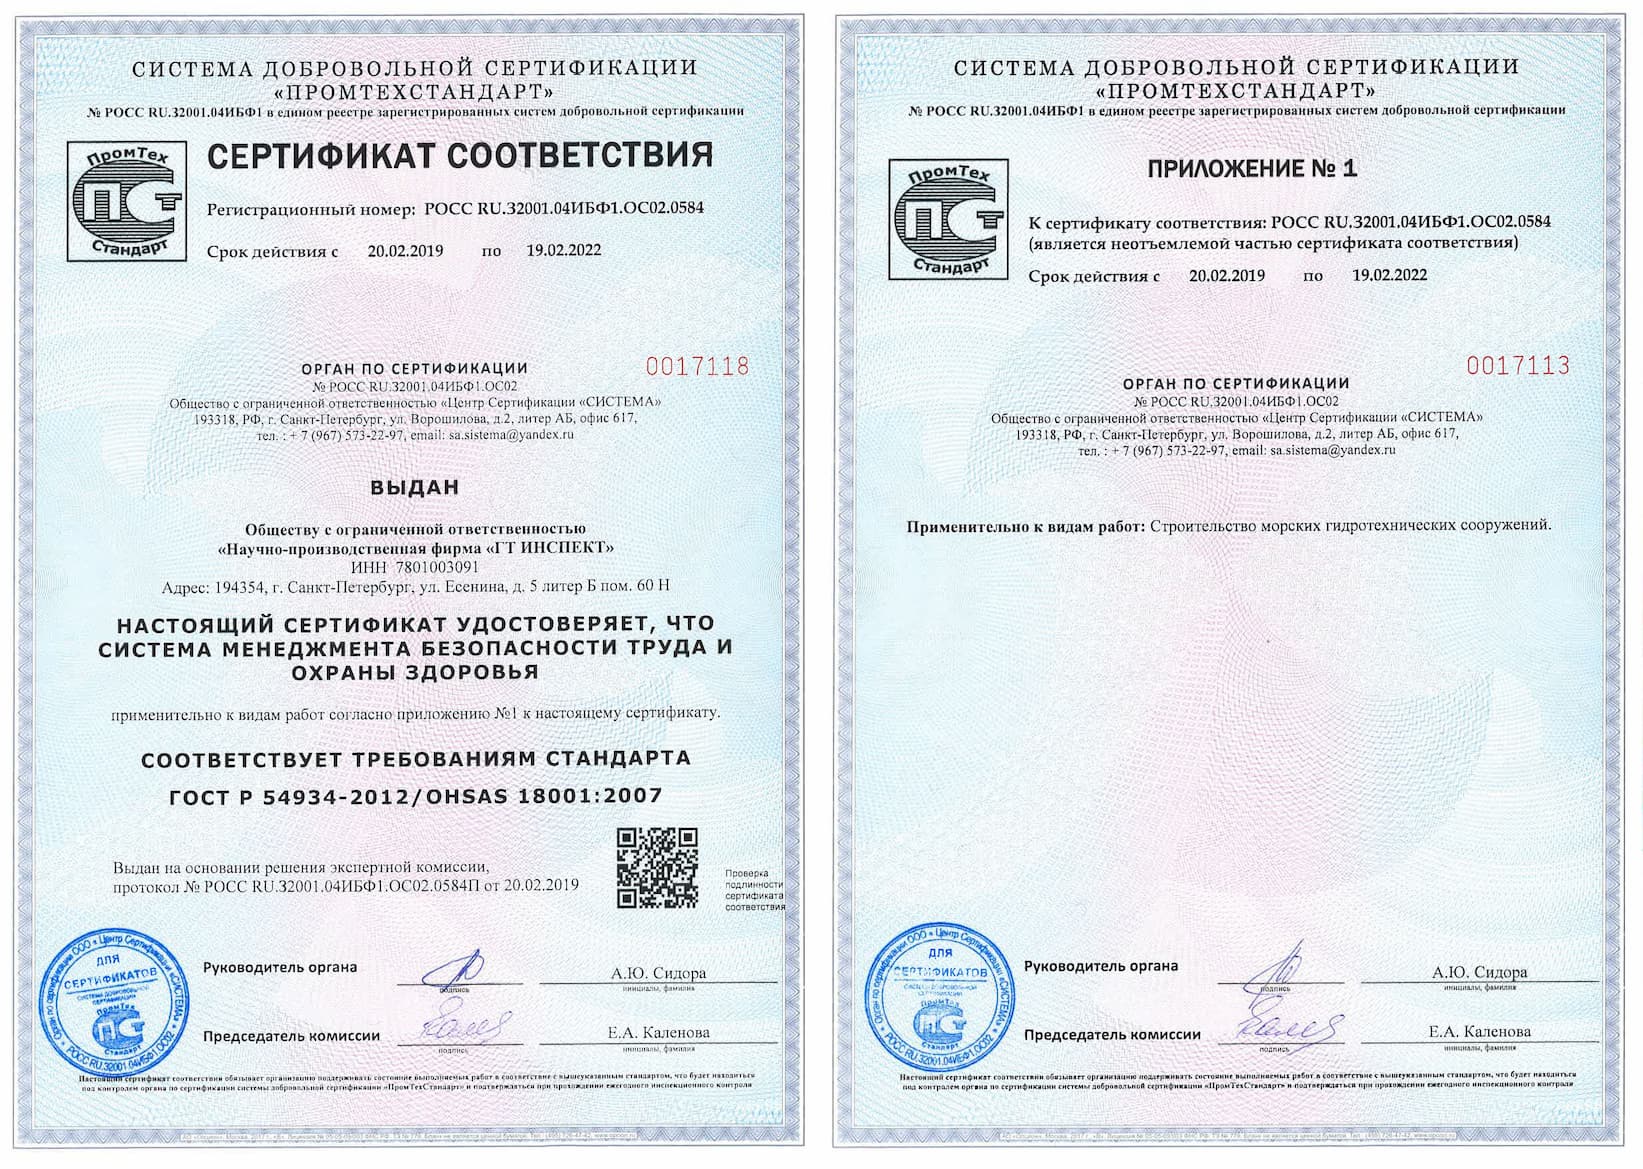 СИСТЕМА ДОБРОВОЛЬНОЙ СЕРТИФИКАЦИИ
«ПРОМТЕХСТАНДАРТ»
№ РОСС RU.32001.04ИБФ1 в едином реестре зарегистрированных систем добровольной сертификации
ПромТех
ПСТ
Стандарт
СЕРТИФИКАТ СООТВЕТСТВИЯ
Регистрационный номер: РОСС RU.32001.04ИБФ1.ОС02.0584
Срок действия с 20.02.2019 по 19.02.2022
0017118
ОРГАН ПО СЕРТИФИКАЦИИ
№ РОСС RU.32001.04ИБФ1.ОС02
Общество с ограниченной ответственностью «Центр Сертификации «СИСТЕМА»
193318, РФ, г. Санкт-Петербург, ул. Ворошилова, д.2, литер АБ, офис 617,
тел. : + 7 (967) 573-22-97, email: sa.sistema@yandex.ru
ВЫДАН
Обществу с ограниченной ответственностью
«Научно-производственная фирма «ГТ ИНСПЕКТ»
ИНН 7801003091
Адрес: 194354, г. Санкт-Петербург, ул. Есенина, д. 5 литер Б пом. 60 Н
НАСТОЯЩИЙ СЕРТИФИКАТ УДОСТОВЕРЯЕТ, ЧТО
СИСТЕМА МЕНЕДЖМЕНТА БЕЗОПАСНОСТИ ТРУДА И
ОХРАНЫ ЗДОРОВЬЯ
применительно к видам работ согласно приложению №1 к настоящему сертификату.
СООТВЕТСТВУЕТ ТРЕБОВАНИЯМ СТАНДАРТА
ГОСТ Р 54934-2012/OHSAS 18001:2007
Выдан на основании решения экспертной комиссии,
протокол № РОСС RU.32001.04ИБФ1.ОС02.0584П от 20.02.2019
Проверка
подлинности
сертификата
соответствия
Орган по сертификации ООО «Центр Сертификации «СИСТЕМА»
РОСС RU.32001.04ИБФ1.ОС02
ДЛЯ
СЕРТИФИКАТОВ
СИСТЕМА ДОБРОВОЛЬНОЙ
СЕРТИФИКАЦИИ
ПромТех
ПСТ
Стандарт
Руководитель органа
подпись
А.Ю. Сидора
инициалы, фамилия
Председатель комиссии
подпись
Е.А. Каленова
инициалы, фамилия
Настоящий сертификат соответствия обязывает организацию поддерживать состояние выполняемых работ в соответствие с вышеуказанным стандартом, что будет находиться
под контролем органа по сертификации системы добровольной сертификации «ПромТехСтандарт» и подтверждаться при прохождении ежегодного инспекционного контроля
СИСТЕМА ДОБРОВОЛЬНОЙ СЕРТИФИКАЦИИ
«ПРОМТЕХСТАНДАРТ»
№ РОСС RU.32001.04ИБФ1 в едином реестре зарегистрированных систем добровольной сертификации
ПромТех
ПСТ
Стандарт
ПРИЛОЖЕНИЕ № 1
К сертификату соответствия: РОСС RU.32001.04ИБФ1.ОС02.0584
(является неотъемлемой частью сертификата соответствия)
Срок действия с 20.02.2019 по 19.02.2022
0017113
ОРГАН ПО СЕРТИФИКАЦИИ
№ РОСС RU.32001.04ИБФ1.ОС02
Общество с ограниченной ответственностью «Центр Сертификации «СИСТЕМА»
193318, РФ, г. Санкт-Петербург, ул. Ворошилова, д.2, литер АБ, офис 617,
тел. : + 7 (967) 573-22-97, email: sa.sistema@yandex.ru
Применительно к видам работ: Строительство морских гидротехнических сооружений.
Орган по сертификации ООО «Центр Сертификации «СИСТЕМА»
РОСС RU.32001.04ИБФ1.ОС02
ДЛЯ
СЕРТИФИКАТОВ
ПромТех
ПСТ
Стандарт
Руководитель органа
подпись
А.Ю. Сидора
инициалы, фамилия
Председатель комиссии
подпись
Е.А. Каленова
инициалы, фамилия
Настоящий сертификат соответствия обязывает организацию поддерживать состояние выполняемых работ в соответствие с вышеуказанным стандартом, что будет находиться
под контролем органа по сертификации системы добровольной сертификации «ПромТехСтандарт» и подтверждаться при прохождении ежегодного инспекционного контроля